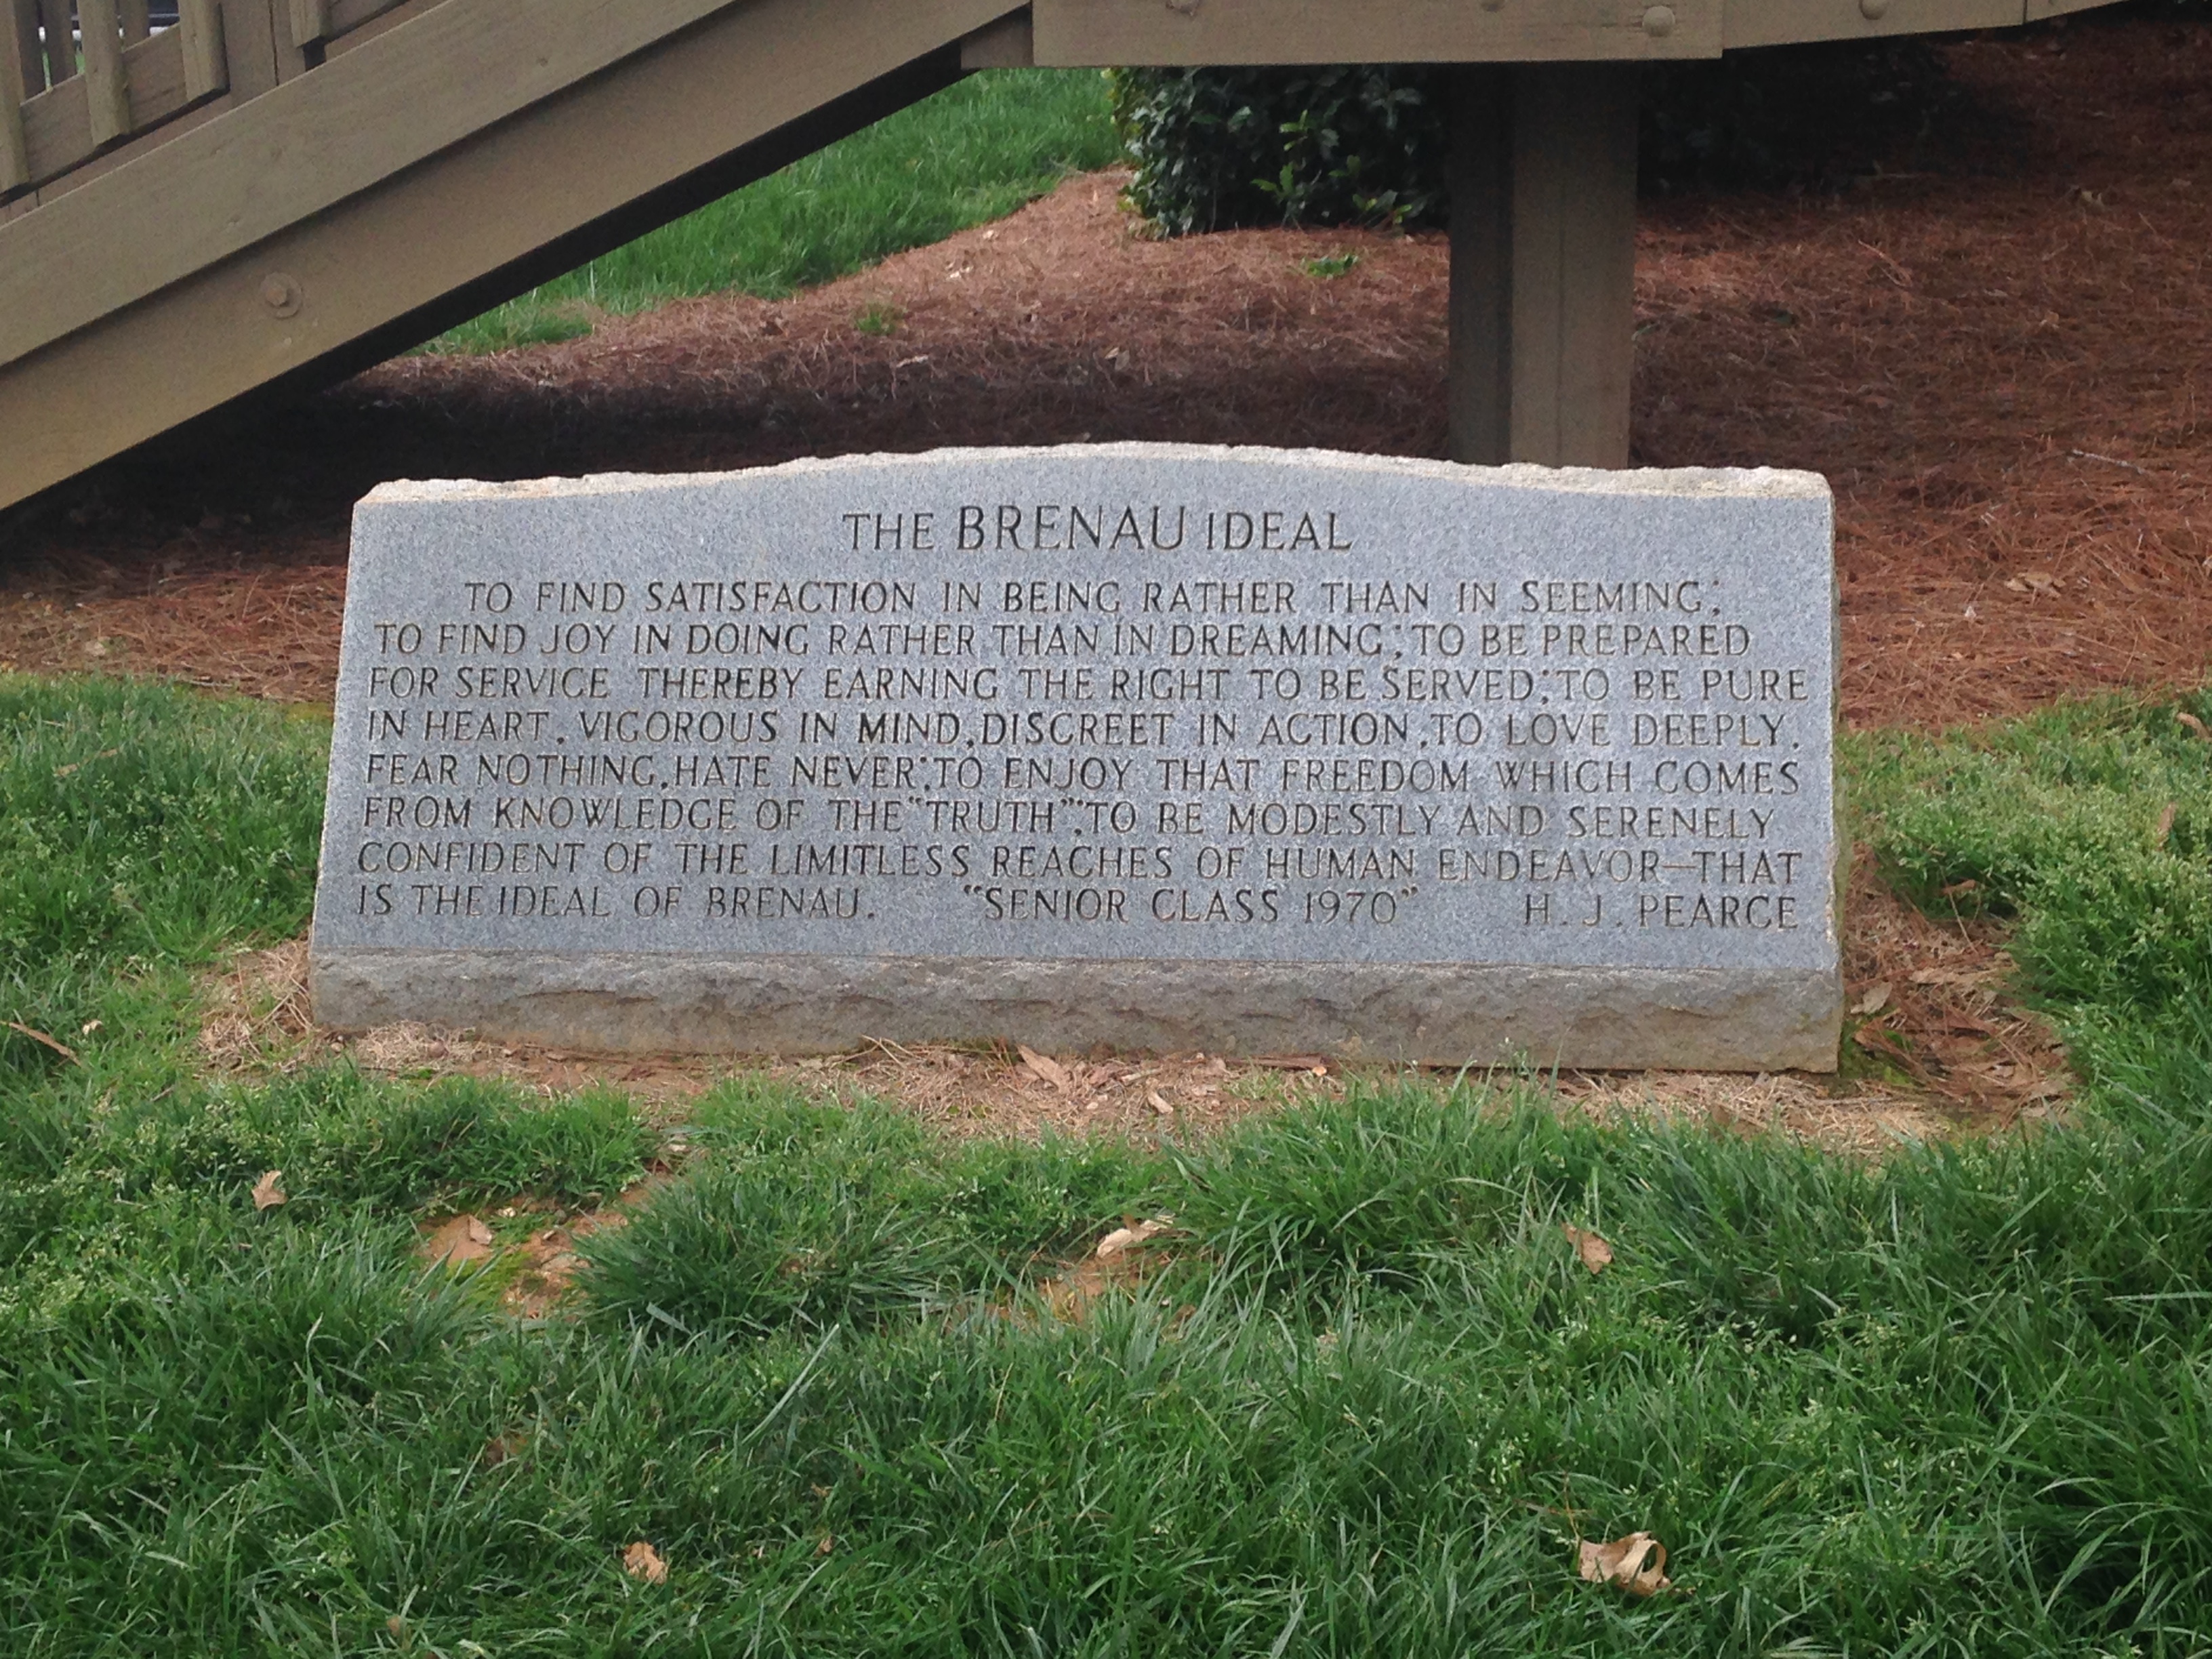 THE BRENAU IDEAL
TO FIND SATISFACTION IN BEING RATHER THAN IN SEEMING;
TO FIND JOY IN DOING RATHER THAN IN DREAMING; TO BE PREPARED
FOR SERVICE THEREBY EARNING THE RIGHT TO BE SERVED; TO BE PURE
IN HEART, VIGOROUS IN MIND, DISCREET IN ACTION, TO LOVE DEEPLY,
FEAR NOTHING, HATE NEVER; TO ENJOY THAT FREEDOM WHICH COMES
FROM KNOWLEDGE OF THE "TRUTH"; TO BE MODESTLY AND SERENELY
CONFIDENT OF THE LIMITLESS REACHES OF HUMAN ENDEAVOR—THAT
IS THE IDEAL OF BRENAU. "SENIOR CLASS 1970" H. J. PEARCE